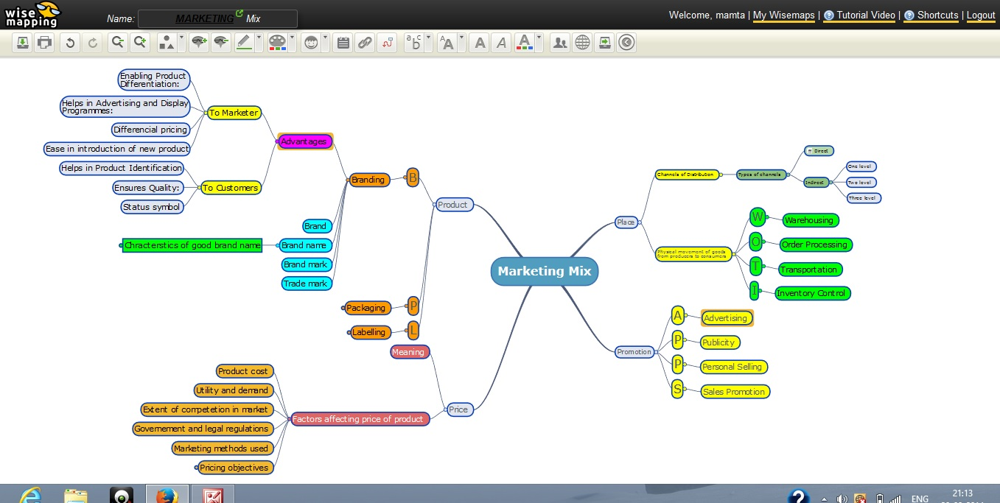 wise
mapping
Name: MARKETING Mix
Welcome, mamta | My Wisemaps | ? Tutorial Video | ? Shortcuts | Logout
Enabling Product
Differentiation:
Helps in Advertising and Display
Programmes:
Differencial pricing
Ease in introduction of new product
To Marketer
Helps in Product Identification
Ensures Quality:
Status symbol
To Customers
Advantages
Branding
B
Brand
Chracterstics of good brand name
Brand name
Brand mark
Trade mark
Packaging
P
Labelling
L
Product
Meaning
Product cost
Utility and demand
Extent of competetion in market
Governement and legal regulations
Marketing methods used
Pricing objectives
Factors affecting price of product
Price
Marketing Mix
Place
Channels of Distribution
Types of channels
Direct
Indirect
One level
Two level
Three level
Physical movement of goods
from producers to consumers
W
Warehousing
O
Order Processing
T
Transportation
I
Inventory Control
Promotion
A
Advertising
P
Publicity
P
Personal Selling
S
Sales Promotion
ENG
21:13